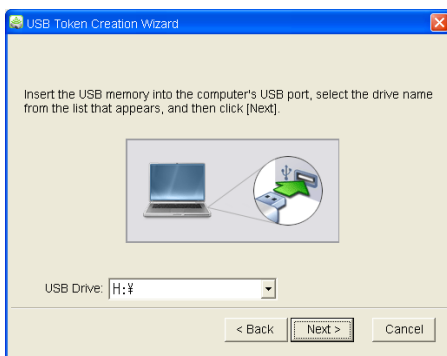 USB Token Creation Wizard
Insert the USB memory into the computer's USB port, select the drive name
from the list that appears, and then click [Next].
USB Drive: H:¥
< Back Next > Cancel